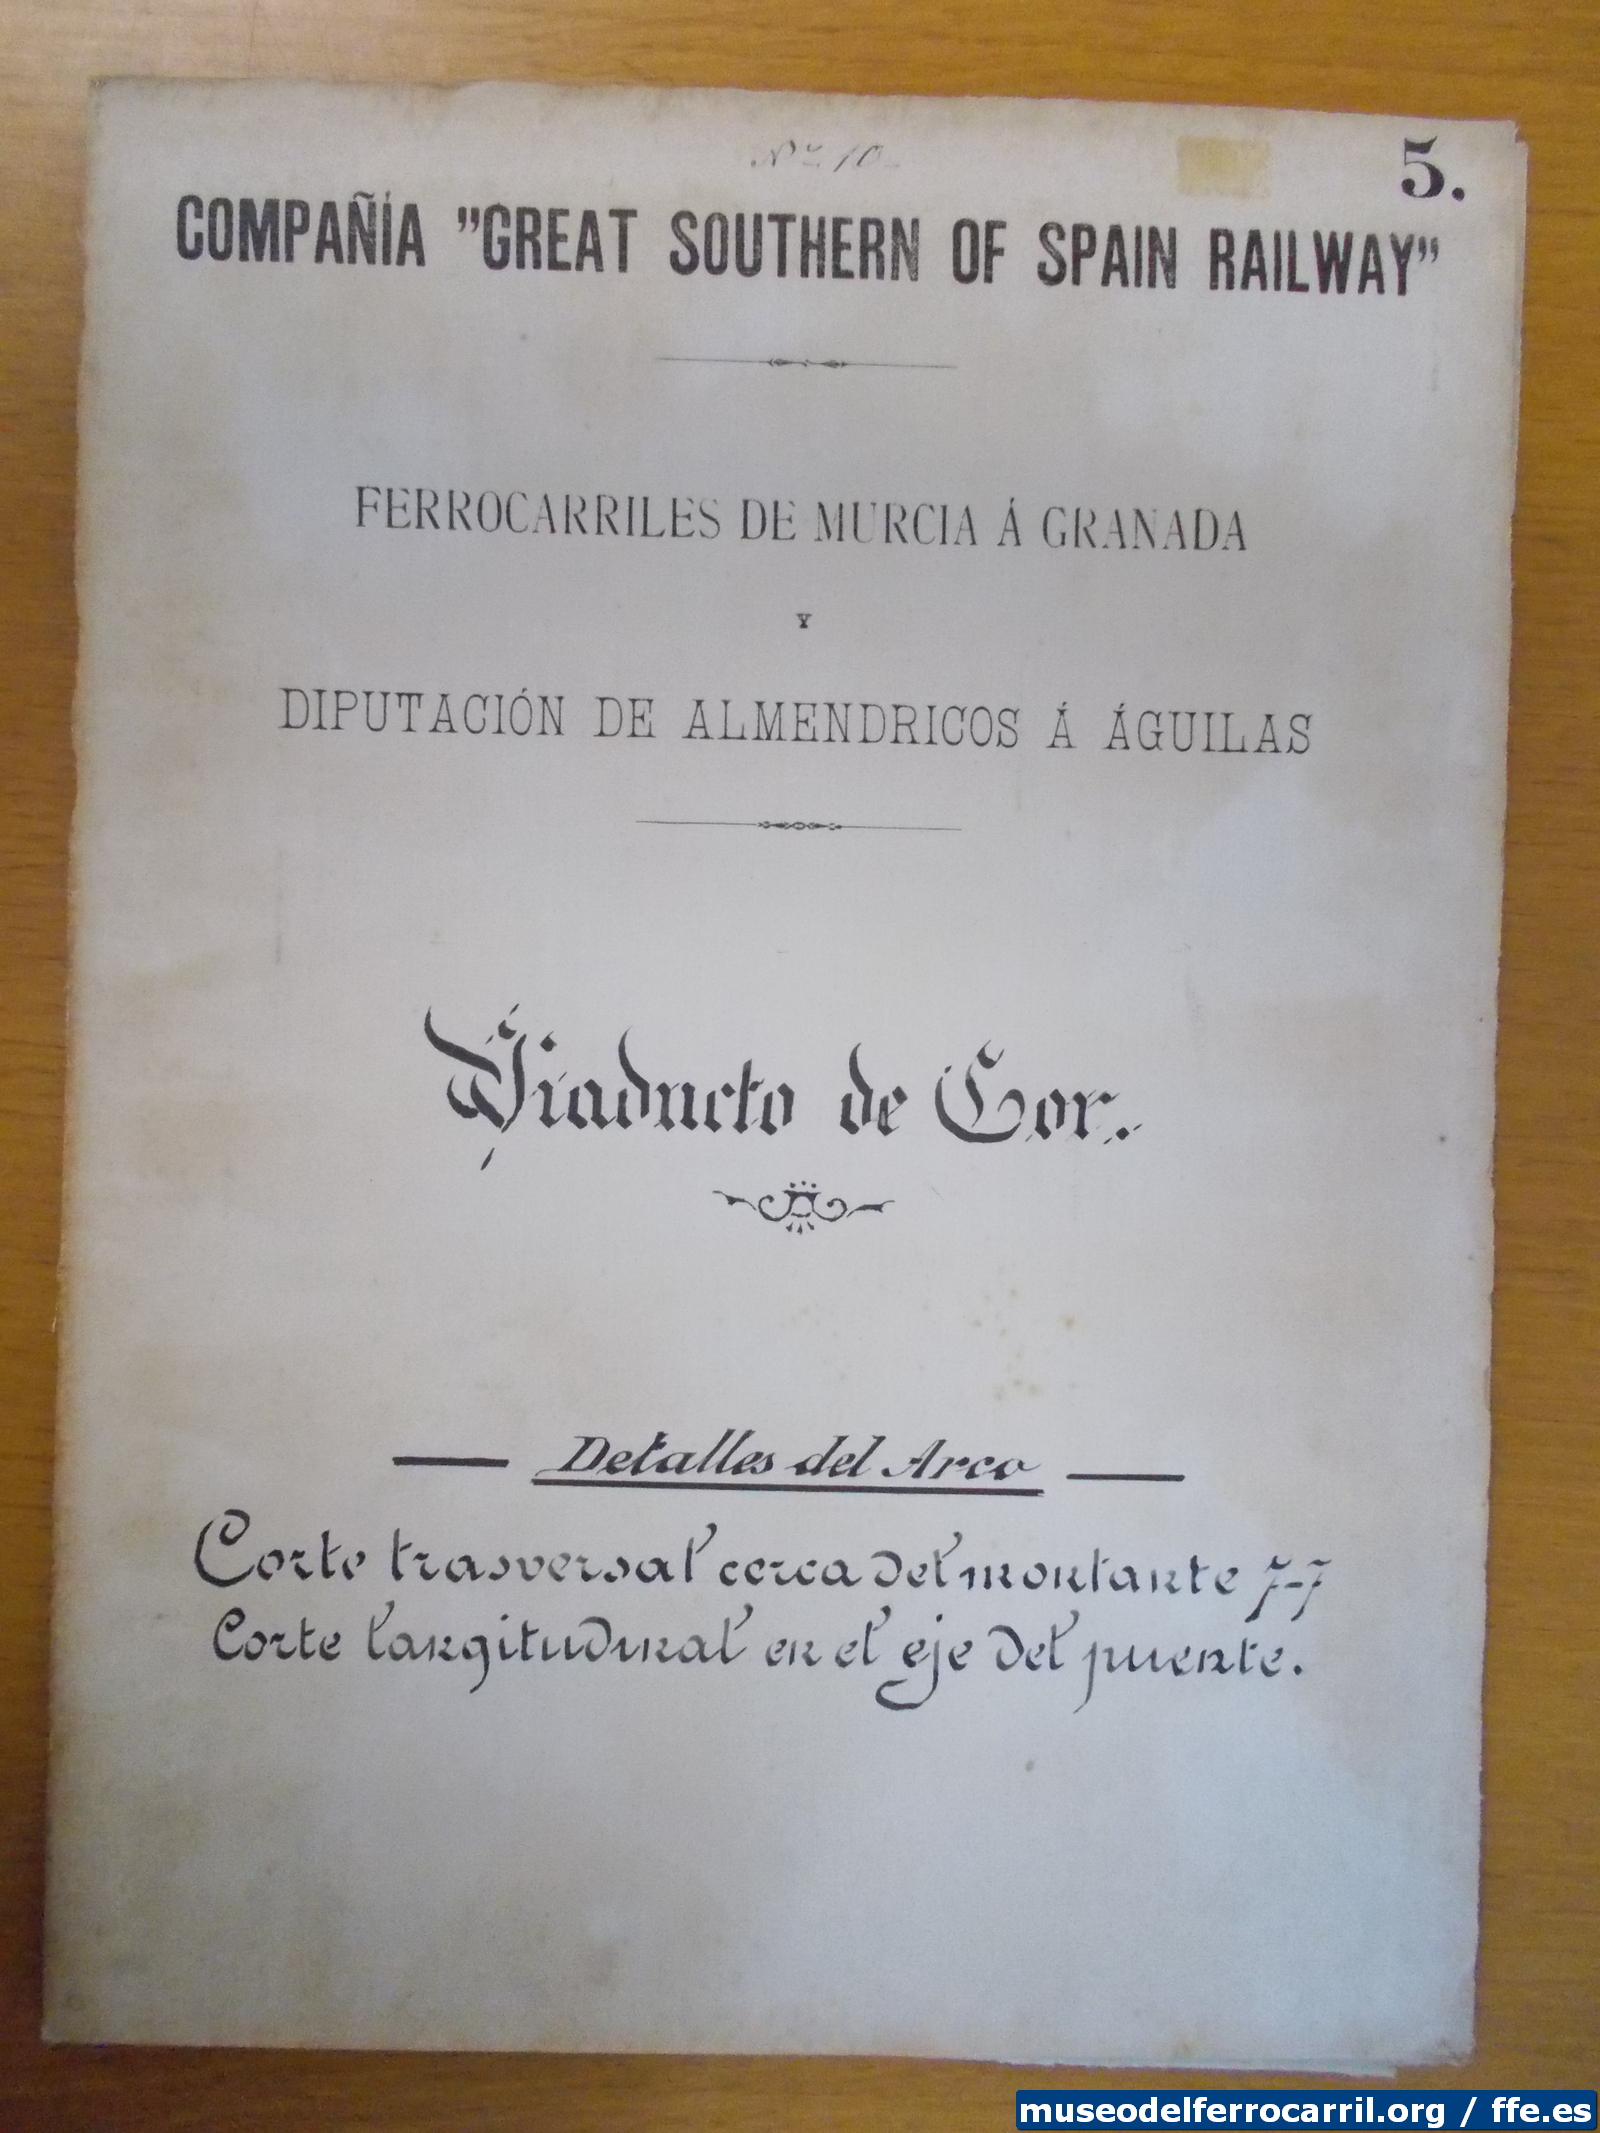 Nº 10
5.
COMPAÑÍA "GREAT SOUTHERN OF SPAIN RAILWAY"
FERROCARRILES DE MURCIA Á GRANADA
Y
DIPUTACIÓN DE ALMENDRICOS Á ÁGUILAS
Viaducto de Gor.
Detalles del Arco
Corte trasversal cerca del montante 7-7
Corte longitudinal en el eje del puente.
museodelferrocarril.org / ffe.es